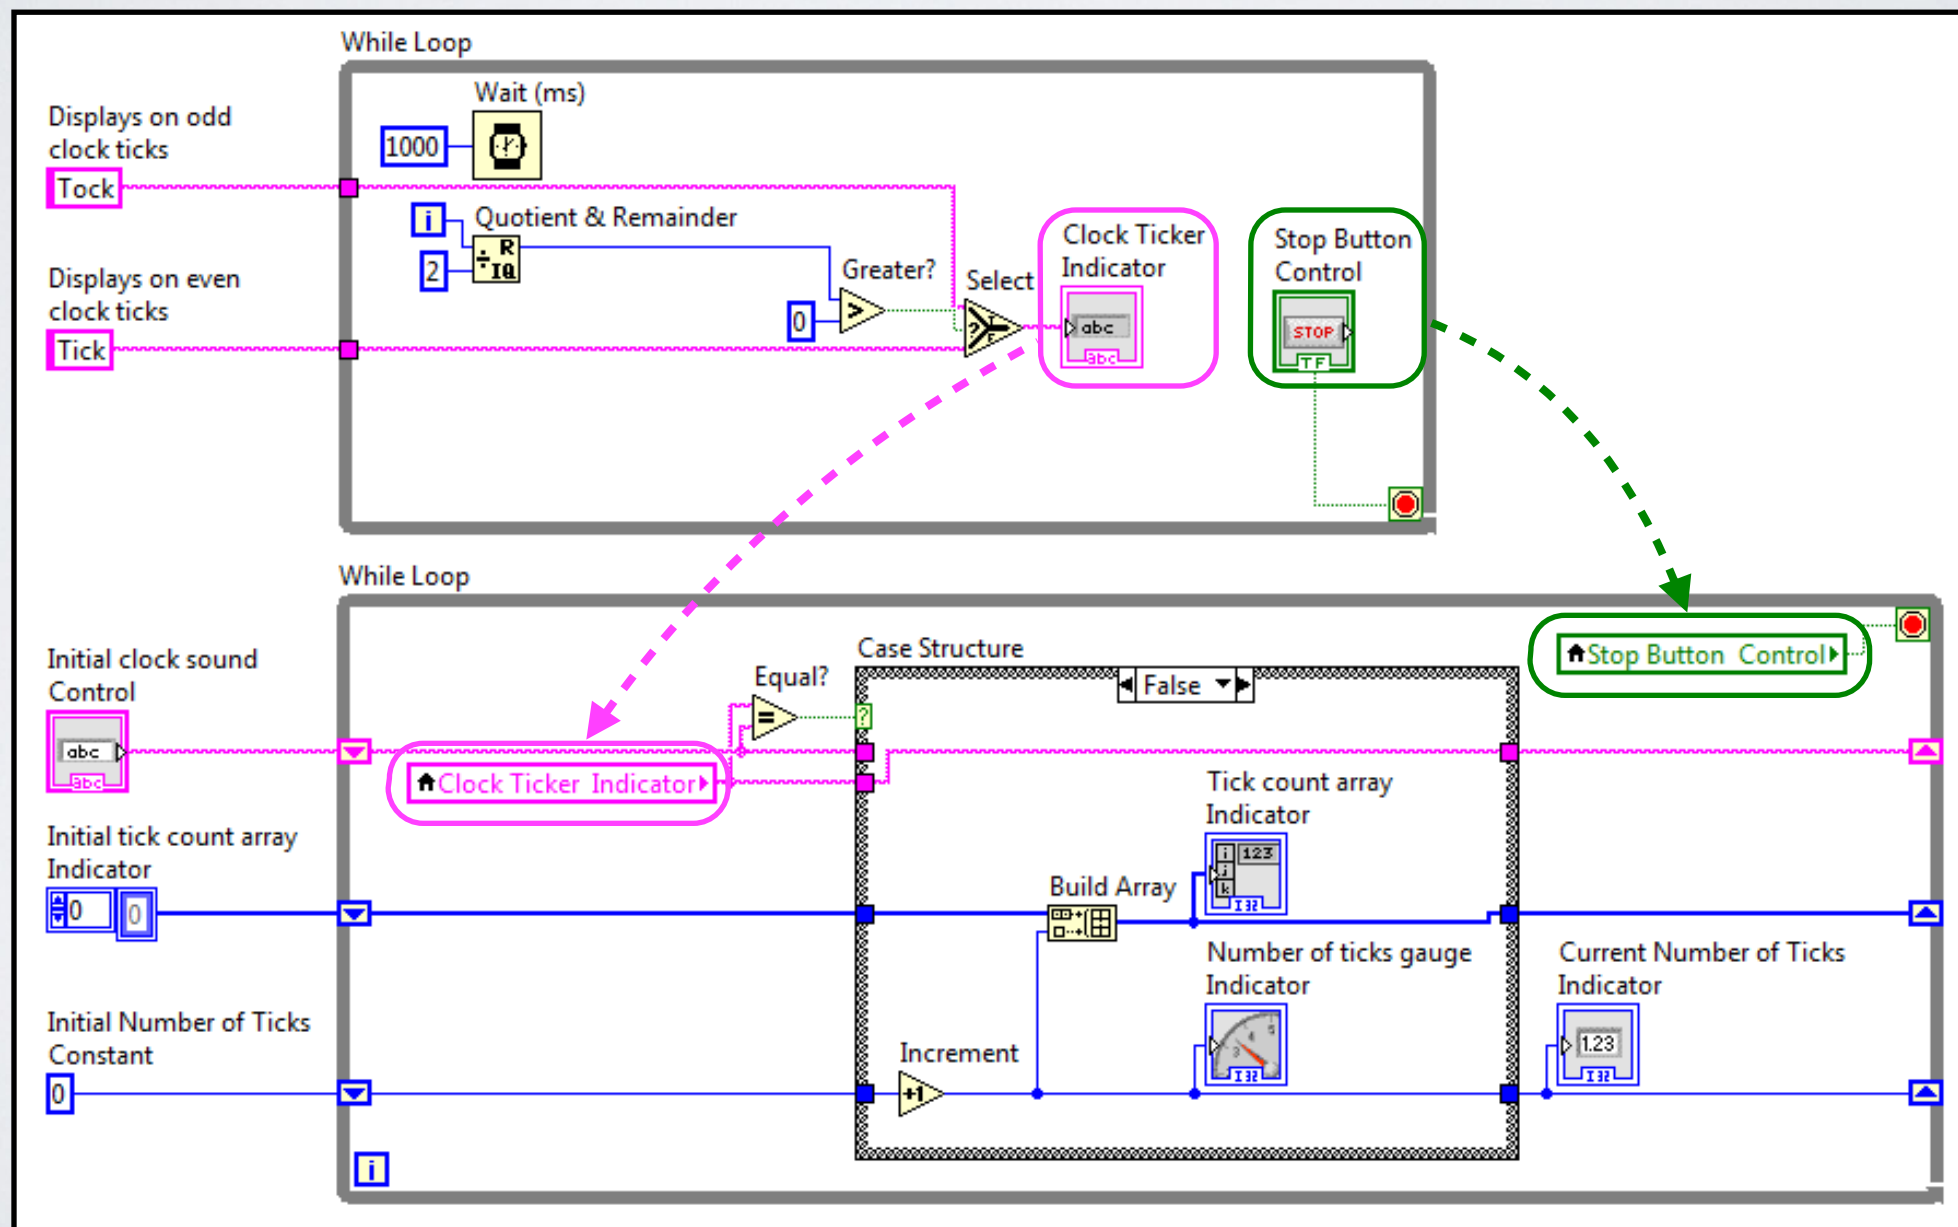 While Loop
Wait (ms)
Displays on odd
clock ticks
1000
Tock
i
Quotient & Remainder
R
IQ
2
Displays on even
clock ticks
Tick
Greater?
0
>
Select
?
Clock Ticker
Indicator
abc
abc
Stop Button
Control
STOP
TF
While Loop
Initial clock sound
Control
abc
abc
Clock Ticker Indicator
Equal?
=
Case Structure
False
?
Stop Button Control
Initial tick count array
Indicator
0
0
Tick count array
Indicator
i
j
k
123
I32
Build Array
Number of ticks gauge
Indicator
3
4
5
I32
Current Number of Ticks
Indicator
1.23
I32
Initial Number of Ticks
Constant
0
Increment
+1
i